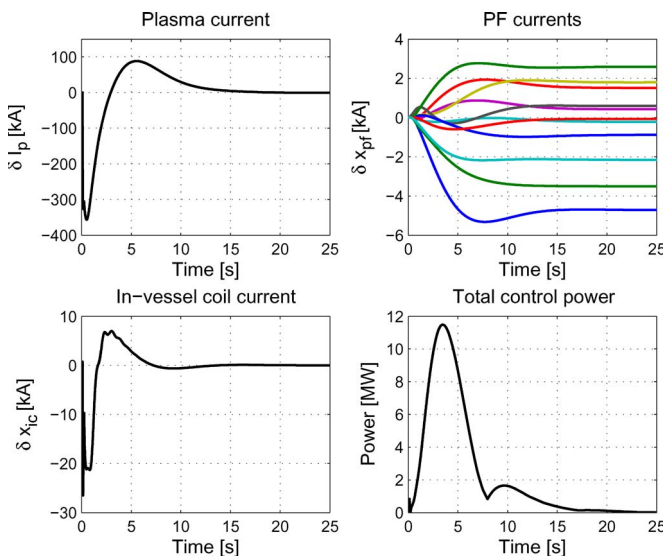 Plasma current
PF currents
100
0
-100
-200
-300
-400
δ Ip [kA]
0 5 10 15 20 25
Time [s]
4
2
0
-2
-4
-6
δ xpf [kA]
0 5 10 15 20 25
Time [s]
In-vessel coil current
Total control power
10
0
-10
-20
-30
δ xic [kA]
0 5 10 15 20 25
Time [s]
12
10
8
6
4
2
0
Power [MW]
0 5 10 15 20 25
Time [s]